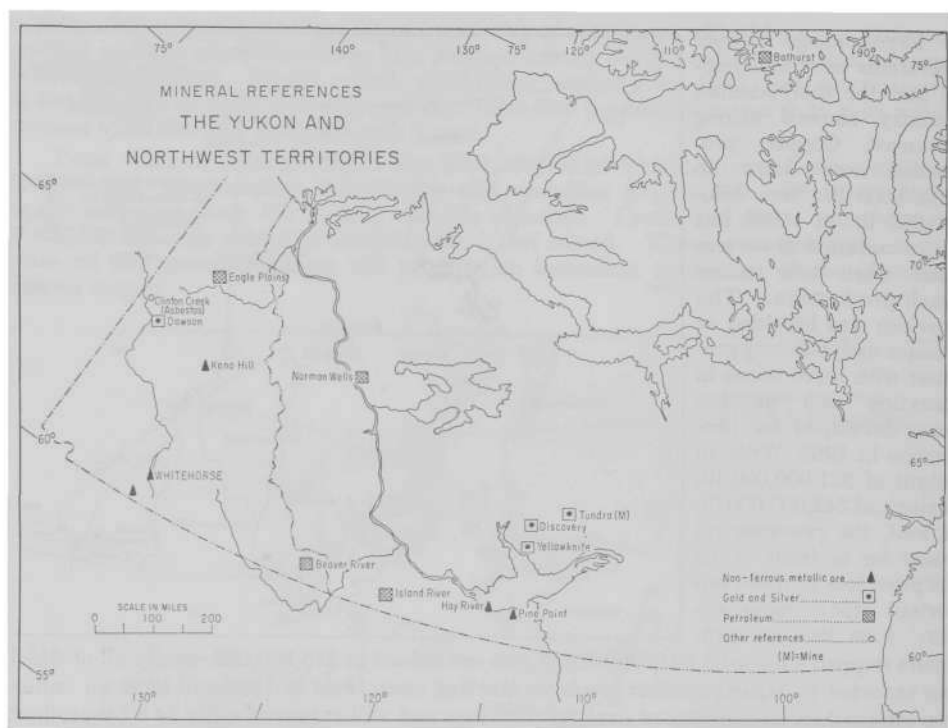 75°
140°
130°
75°
120°
110°
90°
75°
Bathurst
MINERAL REFERENCES
THE YUKON AND
NORTHWEST TERRITORIES
65°
70°
Eagle Plains
Clinton Creek
(Asbestos)
Dawson
Keno Hill
Norman Wells
60°
65°
WHITEHORSE
Tundra (M)
Discovery
Yellowknife
Beaver River
Island River
Hay River
Pine Point
Non-ferrous metallic ore
Gold and Silver
Petroleum
Other references
(M)=Mine
SCALE IN MILES
0 100 200
55°
60°
130°
120°
110°
100°